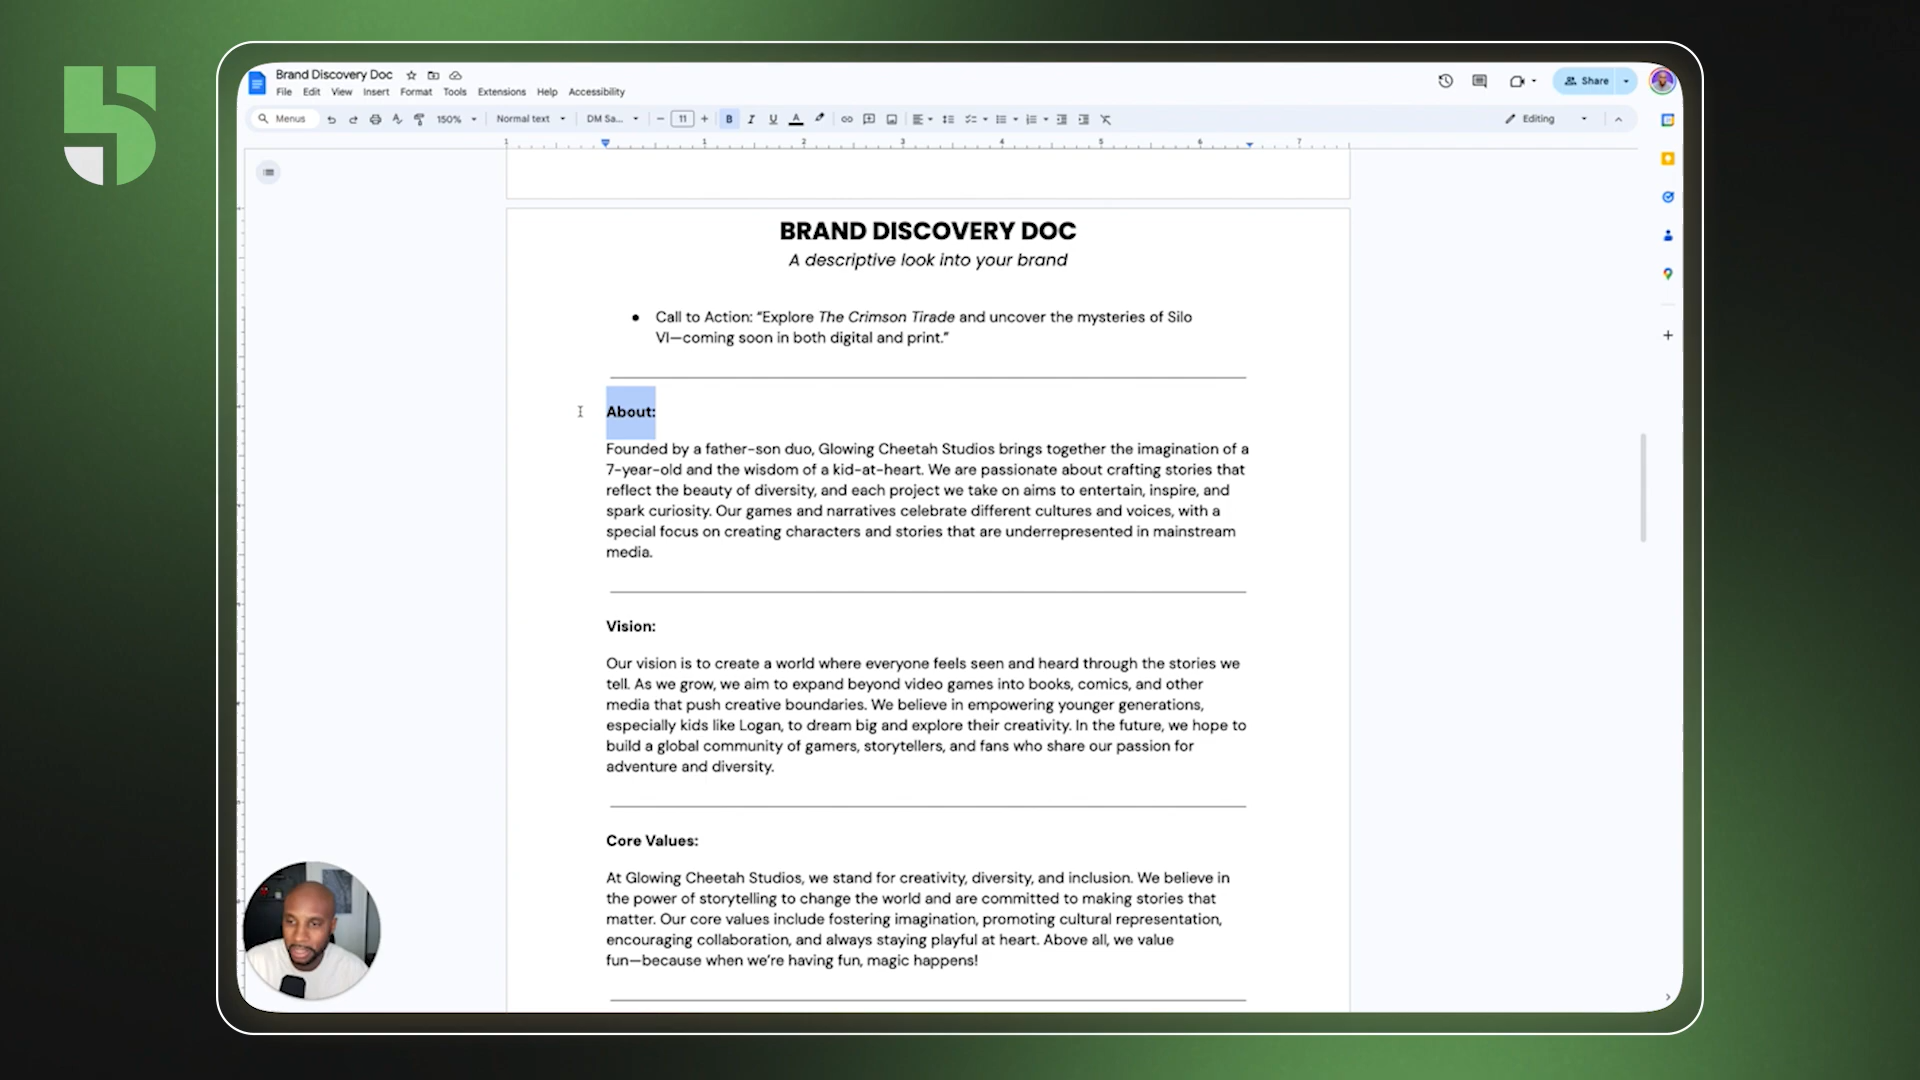 Brand Discovery Doc
File Edit View Insert Format Tools Extensions Help Accessibility
Share
Menus 150% Normal text DM Sa... 11 B I U A Editing
1 1 2 3 4 5 6 7
BRAND DISCOVERY DOC
A descriptive look into your brand
● Call to Action: “Explore The Crimson Tirade and uncover the mysteries of Silo
VI—coming soon in both digital and print.”
About:
Founded by a father-son duo, Glowing Cheetah Studios brings together the imagination of a
7-year-old and the wisdom of a kid-at-heart. We are passionate about crafting stories that
reflect the beauty of diversity, and each project we take on aims to entertain, inspire, and
spark curiosity. Our games and narratives celebrate different cultures and voices, with a
special focus on creating characters and stories that are underrepresented in mainstream
media.
Vision:
Our vision is to create a world where everyone feels seen and heard through the stories we
tell. As we grow, we aim to expand beyond video games into books, comics, and other
media that push creative boundaries. We believe in empowering younger generations,
especially kids like Logan, to dream big and explore their creativity. In the future, we hope to
build a global community of gamers, storytellers, and fans who share our passion for
adventure and diversity.
Core Values:
At Glowing Cheetah Studios, we stand for creativity, diversity, and inclusion. We believe in
the power of storytelling to change the world and are committed to making stories that
matter. Our core values include fostering imagination, promoting cultural representation,
encouraging collaboration, and always staying playful at heart. Above all, we value
fun—because when we’re having fun, magic happens!